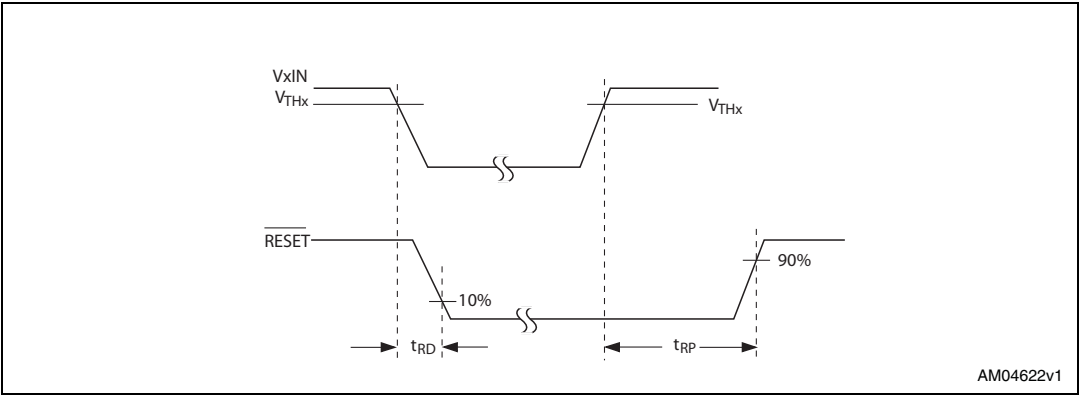 VxIN
VTHx
VTHx
RESET
90%
10%
tRD
tRP
AM04622v1